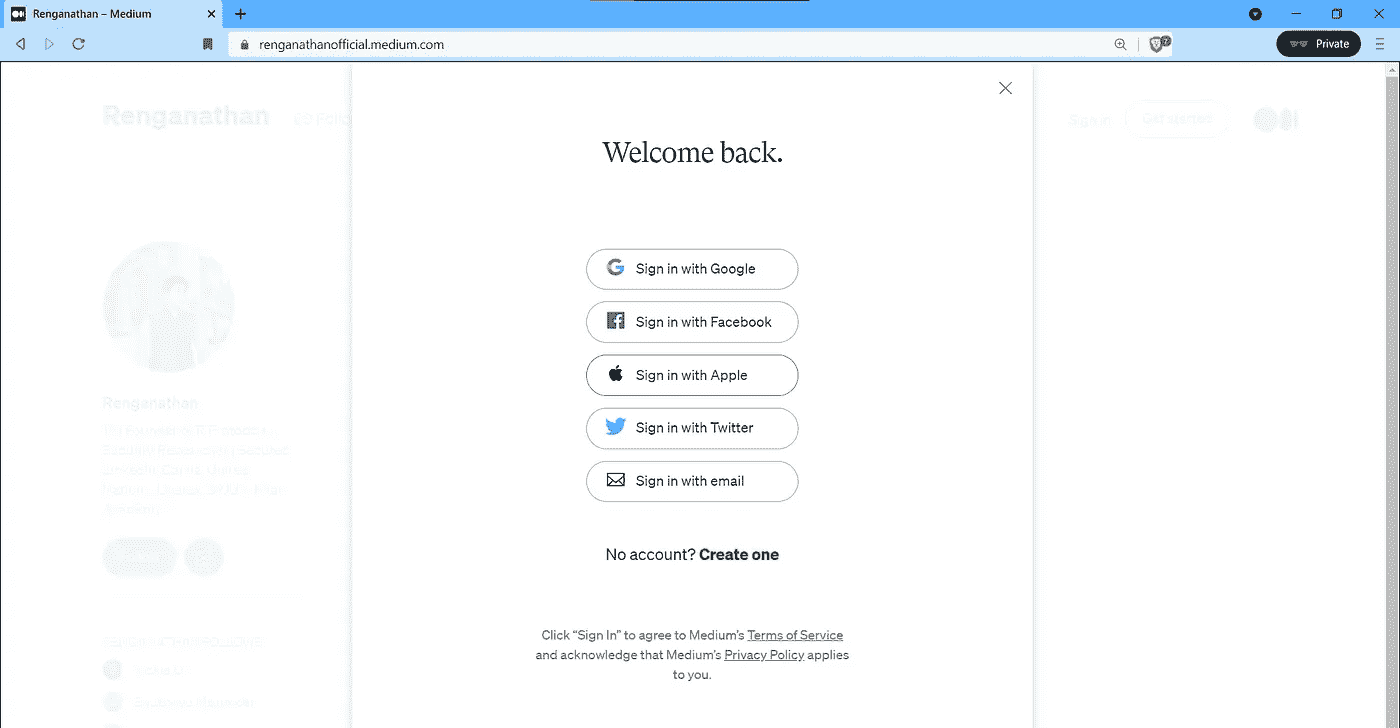 Renganathan – Medium
renganathanofficial.medium.com
7
Private
Renganathan
Follo
Sign in
Get started
Welcome back.
Sign in with Google
Sign in with Facebook
Sign in with Apple
Sign in with Twitter
Sign in with email
No account? Create one
Renganathan
Click “Sign In” to agree to Medium’s Terms of Service
and acknowledge that Medium’s Privacy Policy applies
to you.